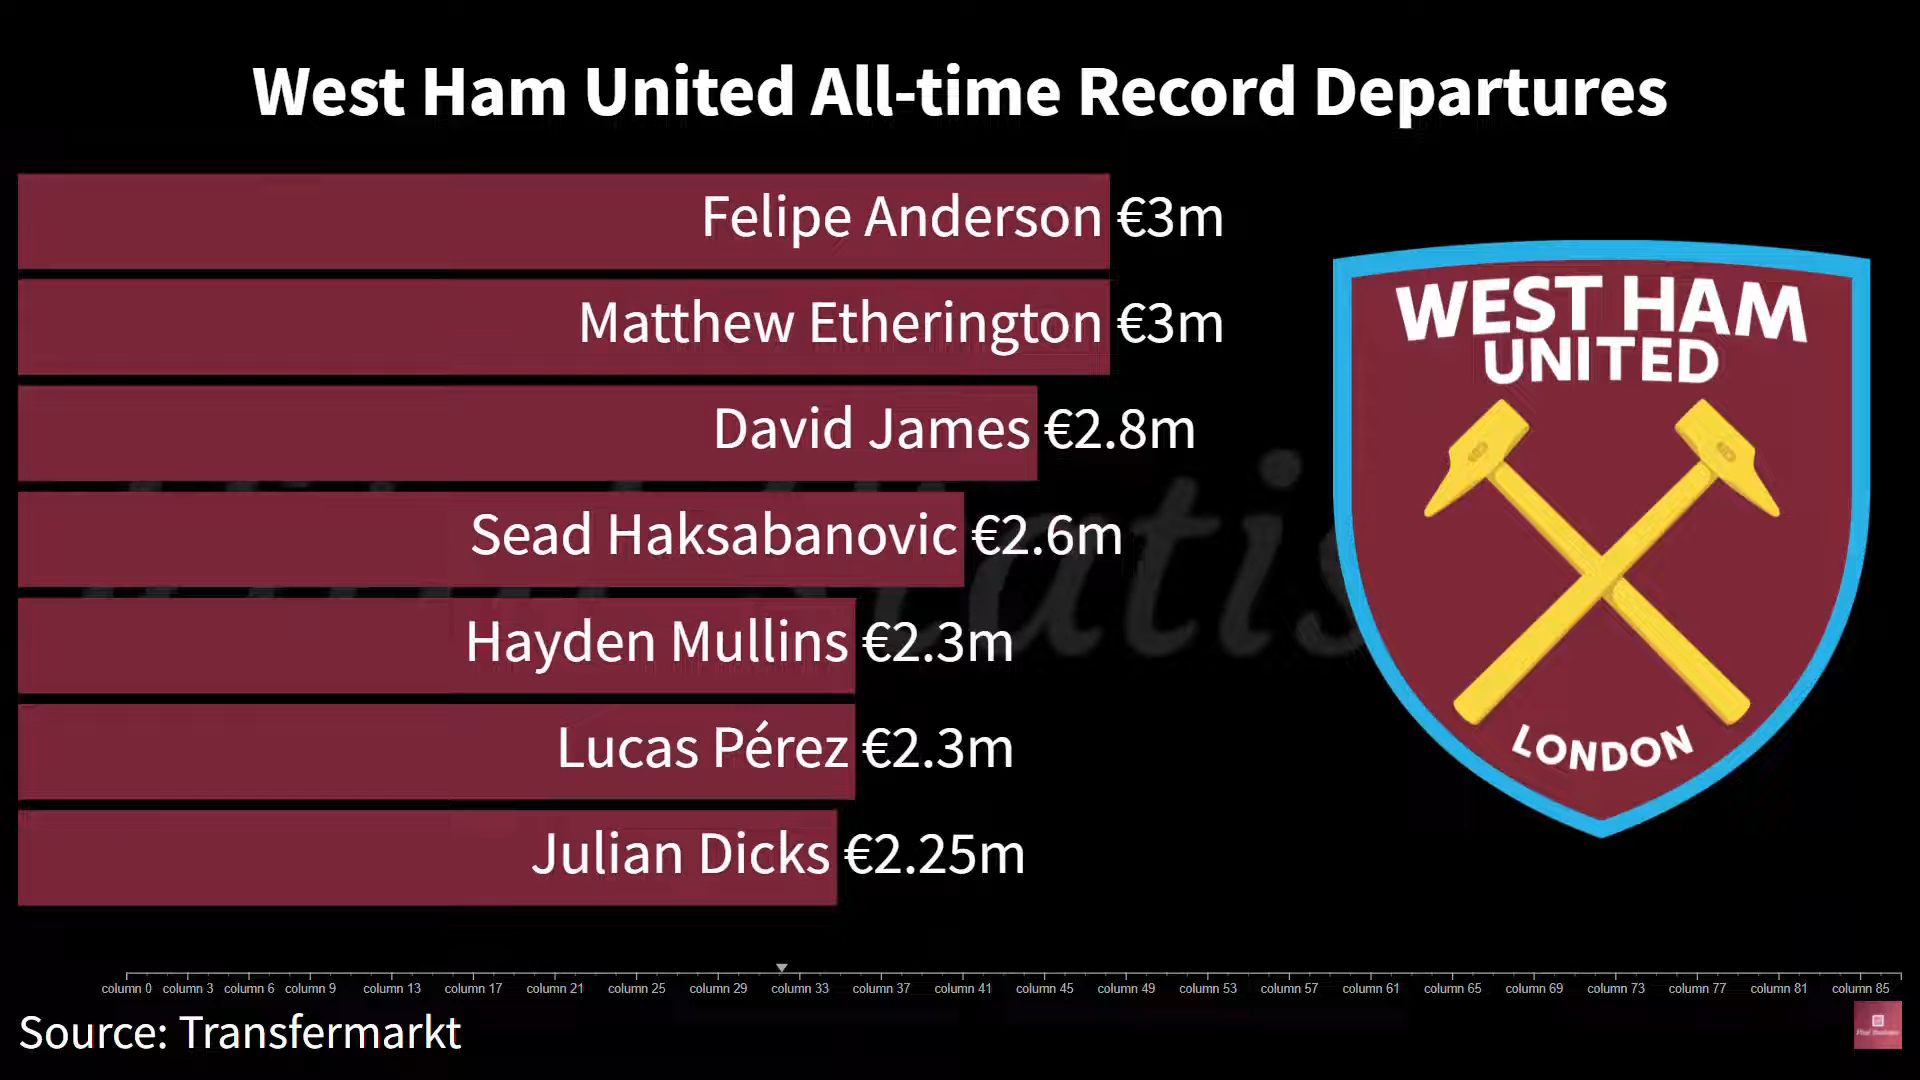 West Ham United All-time Record Departures
Felipe Anderson €3m
Matthew Etherington €3m
David James €2.8m
Sead Haksabanovic €2.6m
Hayden Mullins €2.3m
Lucas Pérez €2.3m
Julian Dicks €2.25m
WEST HAM
UNITED
LONDON
column 0 column 3 column 6 column 9 column 13 column 17 column 21 column 25 column 29 column 33 column 37 column 41 column 45 column 49 column 53 column 57 column 61 column 65 column 69 column 73 column 77 column 81 column 85
Source: Transfermarkt